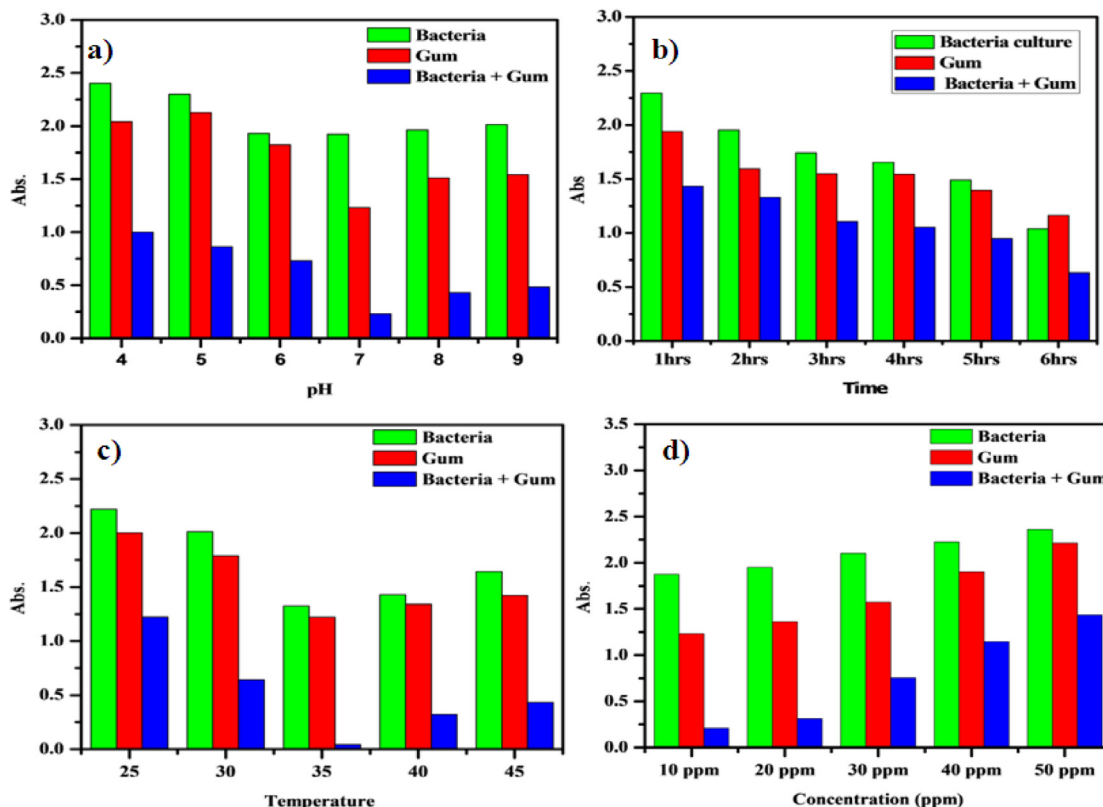 a)
Bacteria
Gum
Bacteria + Gum
3.0
2.5
2.0
1.5
1.0
0.5
0.0
Abs.
4 5 6 7 8 9
pH
b)
Bacteria culture
Gum
Bacteria + Gum
3.0
2.5
2.0
1.5
1.0
0.5
0.0
Abs
1hrs 2hrs 3hrs 4hrs 5hrs 6hrs
Time
c)
Bacteria
Gum
Bacteria + Gum
3.0
2.5
2.0
1.5
1.0
0.5
0.0
Abs.
25 30 35 40 45
Temperature
d)
Bacteria
Gum
Bacteria + Gum
3.5
3.0
2.5
2.0
1.5
1.0
0.5
0.0
Abs.
10 ppm 20 ppm 30 ppm 40 ppm 50 ppm
Concentration (ppm)